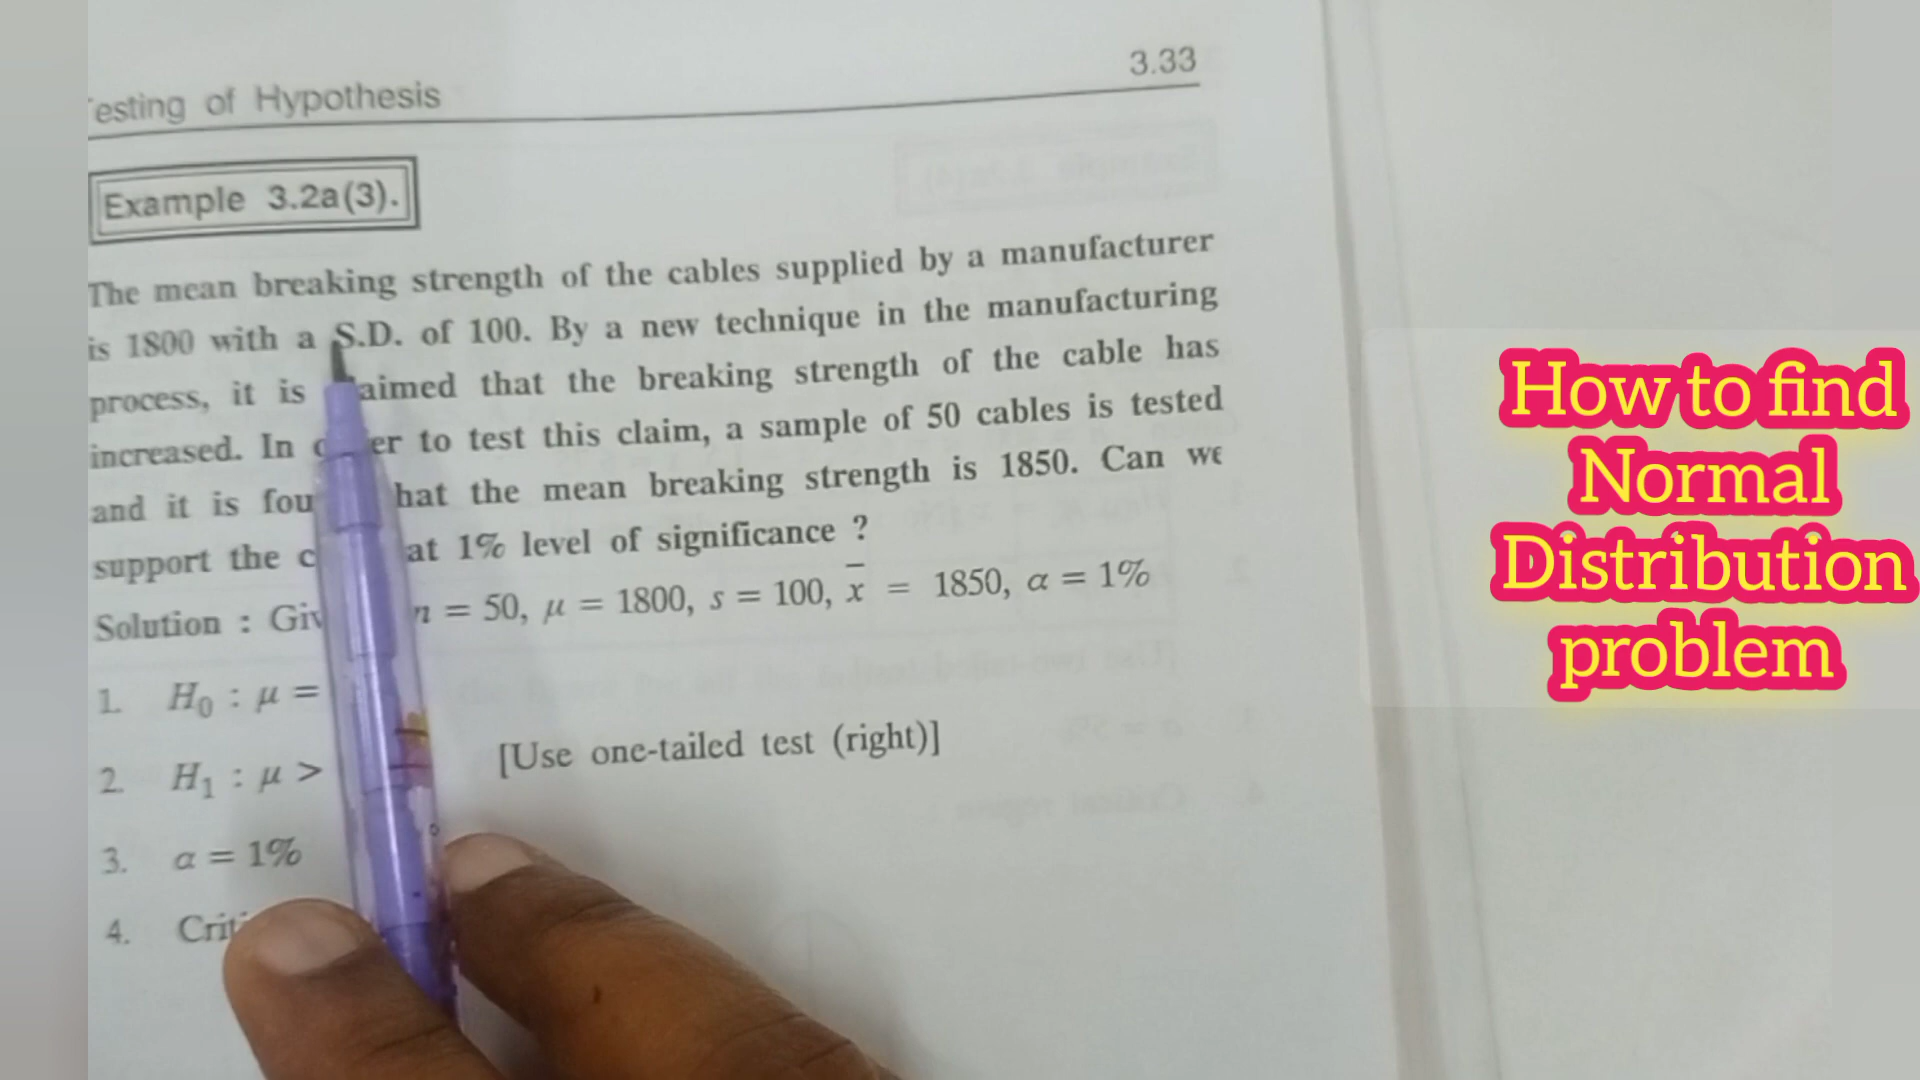 esting of Hypothesis
3.33
Example 3.2a(3).
The mean breaking strength of the cables supplied by a manufacturer
is 1800 with a S.D. of 100. By a new technique in the manufacturing
process, it is aimed that the breaking strength of the cable has
increased. In er to test this claim, a sample of 50 cables is tested
and it is fou hat the mean breaking strength is 1850. Can we
support the c at 1% level of significance ?
Solution : Giv n = 50, μ = 1800, s = 100, x̄ = 1850, α = 1%
1. H₀ : μ =
2. H₁ : μ > [Use one-tailed test (right)]
3. α = 1%
4. Crit
How to find
Normal
Distribution
problem